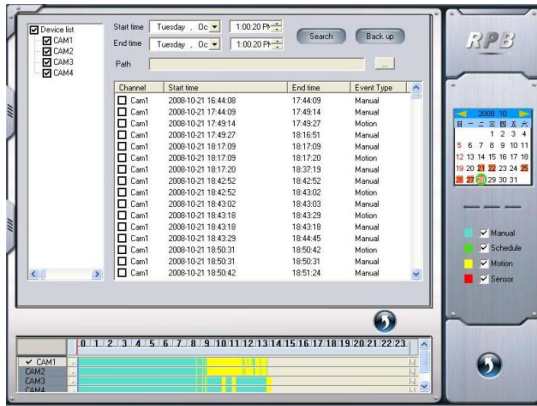 Device list
CAM1
CAM2
CAM3
CAM4
Start time Tuesday , Oc 1:00:20 PM
End time Tuesday , Oc 1:00:20 PM
Search
Back up
Path
...
Channel Start time End time Event Type
Cam1 2008-10-21 16:44:08 17:44:09 Manual
Cam1 2008-10-21 17:44:09 17:49:14 Manual
Cam1 2008-10-21 17:49:14 17:49:27 Motion
Cam1 2008-10-21 17:49:27 18:16:51 Manual
Cam1 2008-10-21 18:17:09 18:17:09 Manual
Cam1 2008-10-21 18:17:09 18:17:20 Motion
Cam1 2008-10-21 18:17:20 18:37:19 Manual
Cam1 2008-10-21 18:42:52 18:42:52 Manual
Cam1 2008-10-21 18:42:52 18:43:02 Motion
Cam1 2008-10-21 18:43:02 18:43:03 Manual
Cam1 2008-10-21 18:43:18 18:43:29 Motion
Cam1 2008-10-21 18:43:18 18:43:18 Manual
Cam1 2008-10-21 18:43:29 18:44:45 Manual
Cam1 2008-10-21 18:50:31 18:50:42 Motion
Cam1 2008-10-21 18:50:31 18:50:31 Manual
Cam1 2008-10-21 18:50:42 18:51:24 Manual
RPB
2008 10
日 一 二 三 四 五 六
1 2 3 4
5 6 7 8 9 10 11
12 13 14 15 16 17 18
19 20 21 22 23 24 25
26 27 28 29 30 31
Manual
Schedule
Motion
Sensor
0 1 2 3 4 5 6 7 8 9 10 11 12 13 14 15 16 17 18 19 20 21 22 23
CAM1
CAM2
CAM3
CAM4